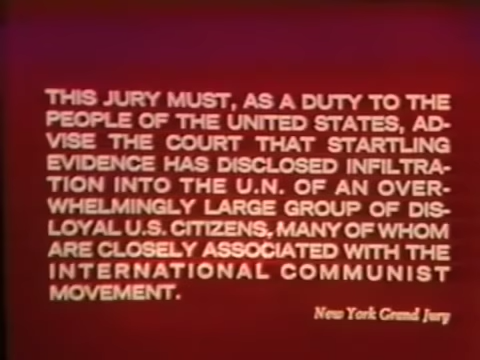 THIS JURY MUST, AS A DUTY TO THE
PEOPLE OF THE UNITED STATES, AD-
VISE THE COURT THAT STARTLING
EVIDENCE HAS DISCLOSED INFILTRA-
TION INTO THE U.N. OF AN OVER-
WHELMINGLY LARGE GROUP OF DIS-
LOYAL U.S. CITIZENS, MANY OF WHOM
ARE CLOSELY ASSOCIATED WITH THE
INTERNATIONAL COMMUNIST
MOVEMENT.
New York Grand Jury